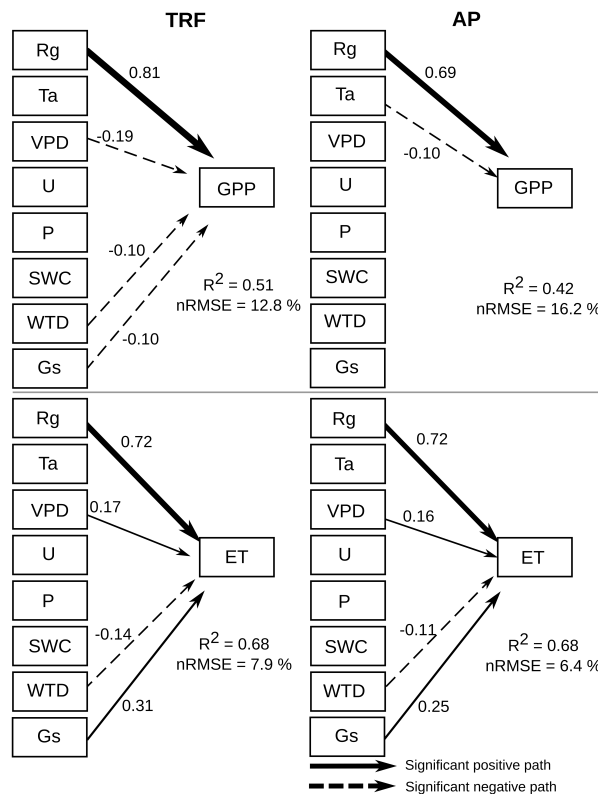 TRF
Rg
Ta
VPD
U
P
SWC
WTD
Gs
0.81
-0.19
-0.10
-0.10
GPP
R2 = 0.51
nRMSE = 12.8 %
AP
Rg
Ta
VPD
U
P
SWC
WTD
Gs
0.69
-0.10
GPP
R2 = 0.42
nRMSE = 16.2 %
Rg
Ta
VPD
U
P
SWC
WTD
Gs
0.72
0.17
-0.14
0.31
ET
R2 = 0.68
nRMSE = 7.9 %
Rg
Ta
VPD
U
P
SWC
WTD
Gs
0.72
0.16
-0.11
0.25
ET
R2 = 0.68
nRMSE = 6.4 %
Significant positive path
Significant negative path